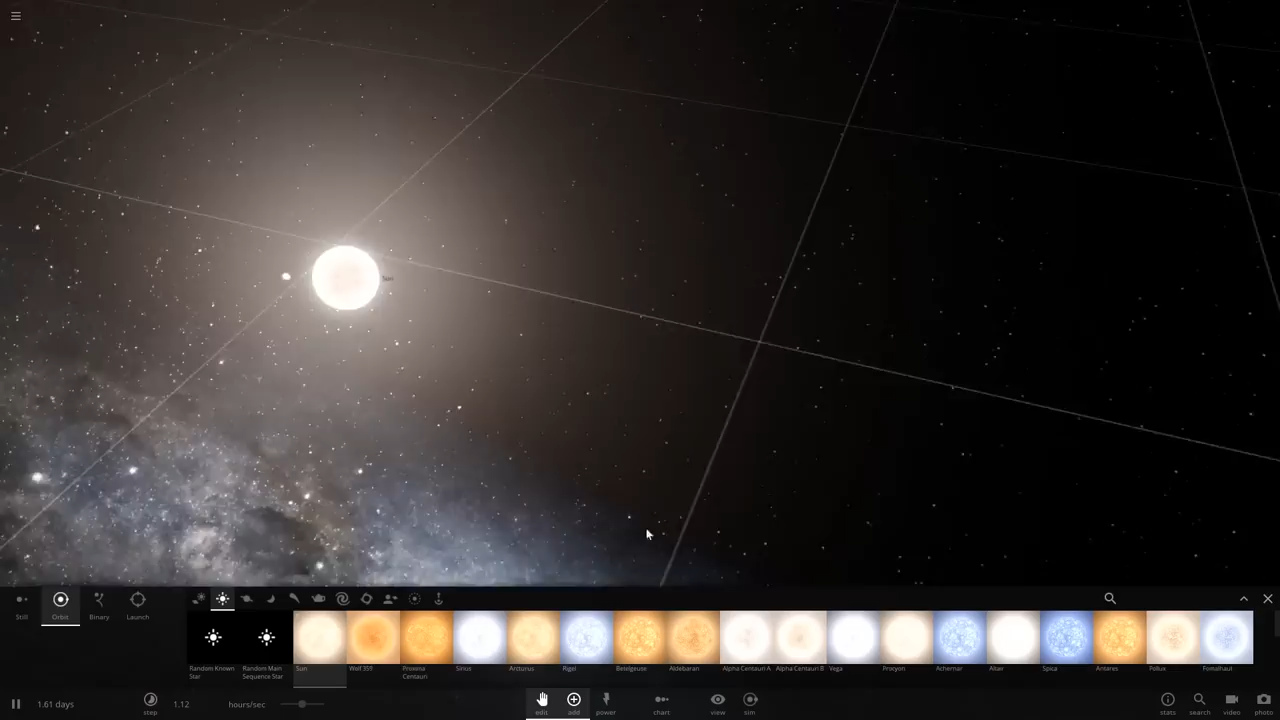 Sun
Still
Orbit
Binary
Launch
Random Known Star
Random Main Sequence Star
Sun
Wolf 359
Proxima Centauri
Sirius
Arcturus
Rigel
Betelgeuse
Aldebaran
Alpha Centauri A
Alpha Centauri B
Vega
Procyon
Achernar
Altair
Spica
Antares
Pollux
Fomalhaut
1.61 days
step
1.12
hours/sec
edit
add
power
chart
view
sim
stats
search
video
photo